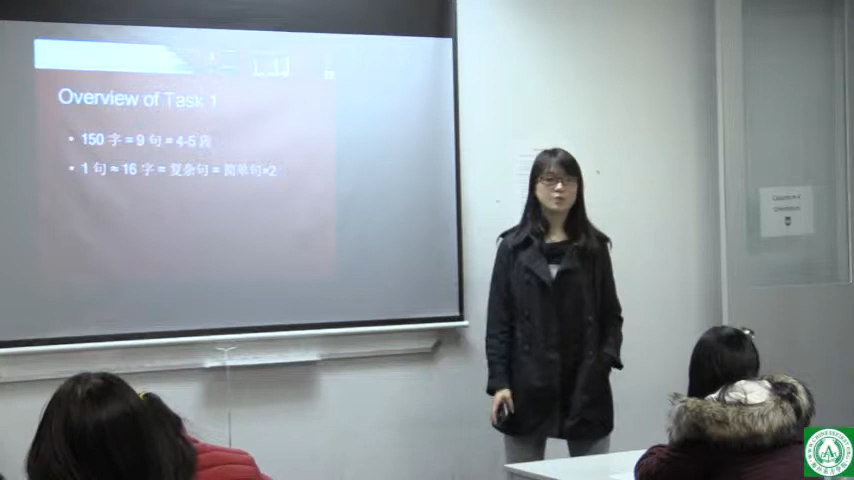 Overview of Task 1
• 150 字 = 9 句 = 4-5 段
• 1 句 ≈ 16 字 = 复杂句 = 简单句×2